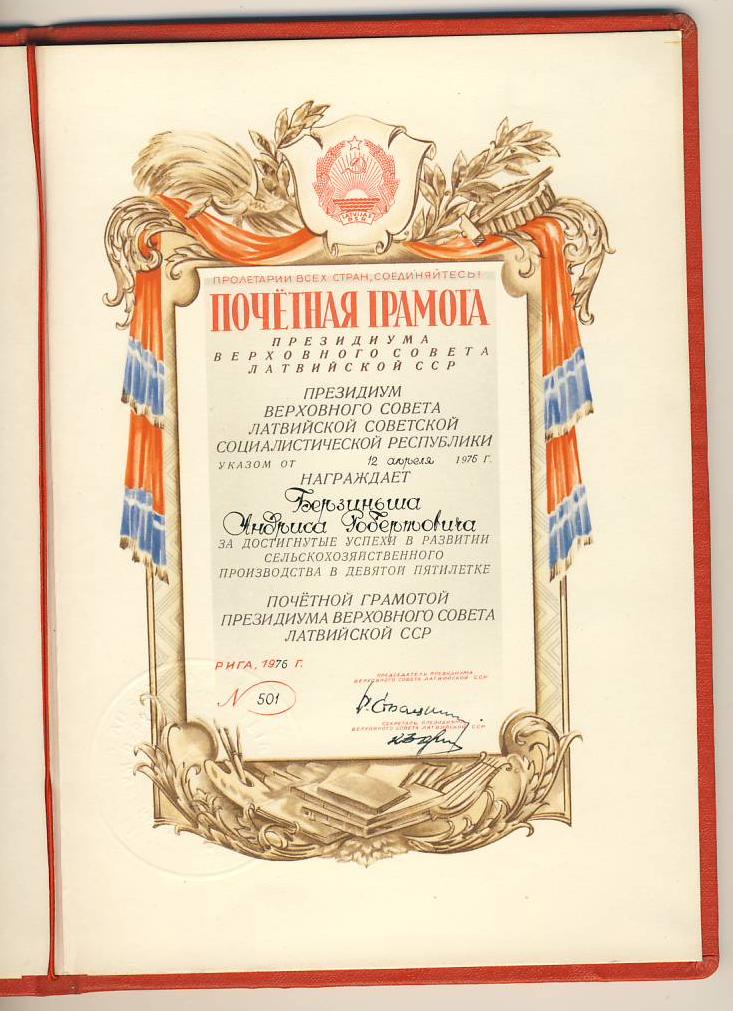 LATVIJAS
PSR
ПРОЛЕТАРИИ ВСЕХ СТРАН, СОЕДИНЯЙТЕСЬ!
ПОЧЁТНАЯ ГРАМОТА
ПРЕЗИДИУМА
ВЕРХОВНОГО СОВЕТА
ЛАТВИЙСКОЙ ССР
ПРЕЗИДИУМ
ВЕРХОВНОГО СОВЕТА
ЛАТВИЙСКОЙ СОВЕТСКОЙ
СОЦИАЛИСТИЧЕСКОЙ РЕСПУБЛИКИ
УКАЗОМ ОТ 12 апреля 1976 г.
НАГРАЖДАЕТ
Берзиньша
Андриса Робертовича
ЗА ДОСТИГНУТЫЕ УСПЕХИ В РАЗВИТИИ
СЕЛЬСКОХОЗЯЙСТВЕННОГО
ПРОИЗВОДСТВА В ДЕВЯТОЙ ПЯТИЛЕТКЕ
ПОЧЁТНОЙ ГРАМОТОЙ
ПРЕЗИДИУМА ВЕРХОВНОГО СОВЕТА
ЛАТВИЙСКОЙ ССР
РИГА, 1976 Г.
ПРЕДСЕДАТЕЛЬ ПРЕЗИДИУМА
ВЕРХОВНОГО СОВЕТА ЛАТВИЙСКОЙ ССР
№ 501
СЕКРЕТАРЬ ПРЕЗИДИУМА
ВЕРХОВНОГО СОВЕТА ЛАТВИЙСКОЙ ССР